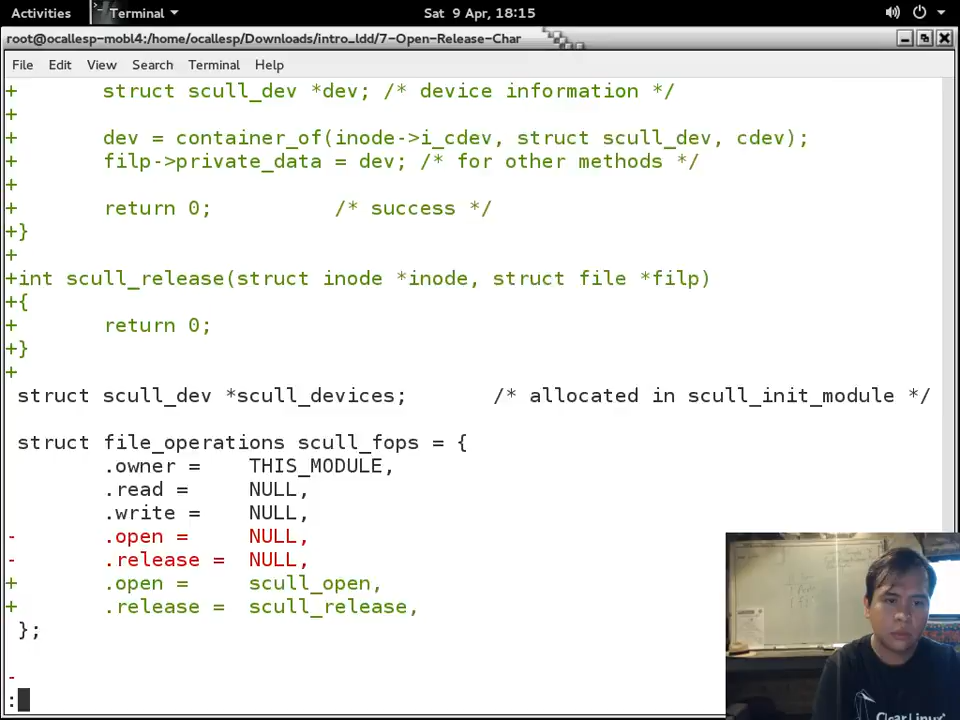 Activities Terminal Sat 9 Apr, 18:15
root@ocallesp-mobl4:/home/ocallesp/Downloads/intro_ldd/7-Open-Release-Char
File Edit View Search Terminal Help
+ struct scull_dev *dev; /* device information */
+
+ dev = container_of(inode->i_cdev, struct scull_dev, cdev);
+ filp->private_data = dev; /* for other methods */
+
+ return 0; /* success */
+}
+
+int scull_release(struct inode *inode, struct file *filp)
+{
+ return 0;
+}
+
struct scull_dev *scull_devices; /* allocated in scull_init_module */
struct file_operations scull_fops = {
.owner = THIS_MODULE,
.read = NULL,
.write = NULL,
- .open = NULL,
- .release = NULL,
+ .open = scull_open,
+ .release = scull_release,
};
-
:
ClearLinux